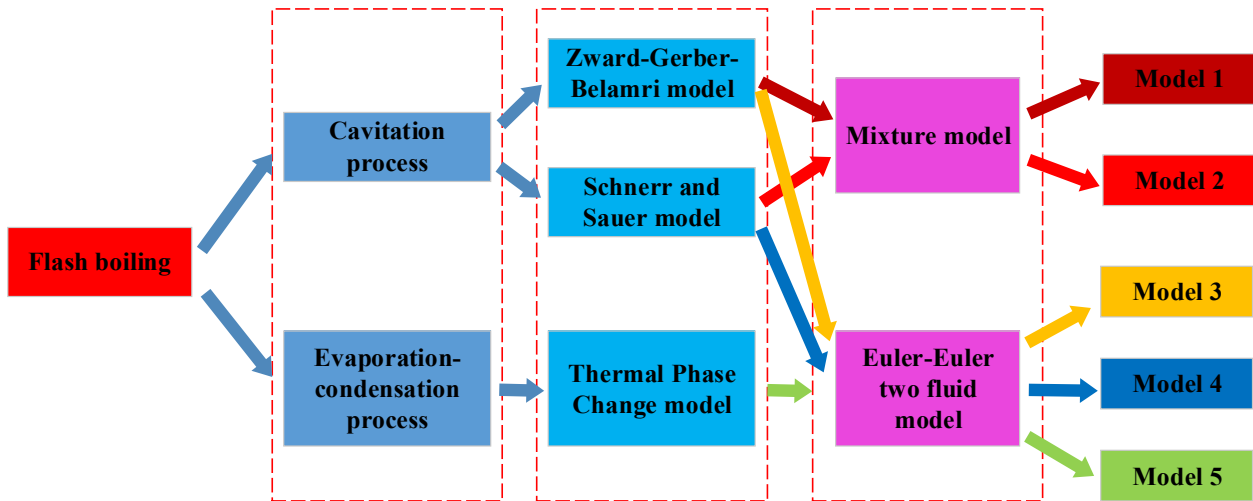 Flash boiling
Cavitation
process
Evaporation-
condensation
process
Zward-Gerber-
Belamri model
Schnerr and
Sauer model
Thermal Phase
Change model
Mixture model
Euler-Euler
two fluid
model
Model 1
Model 2
Model 3
Model 4
Model 5